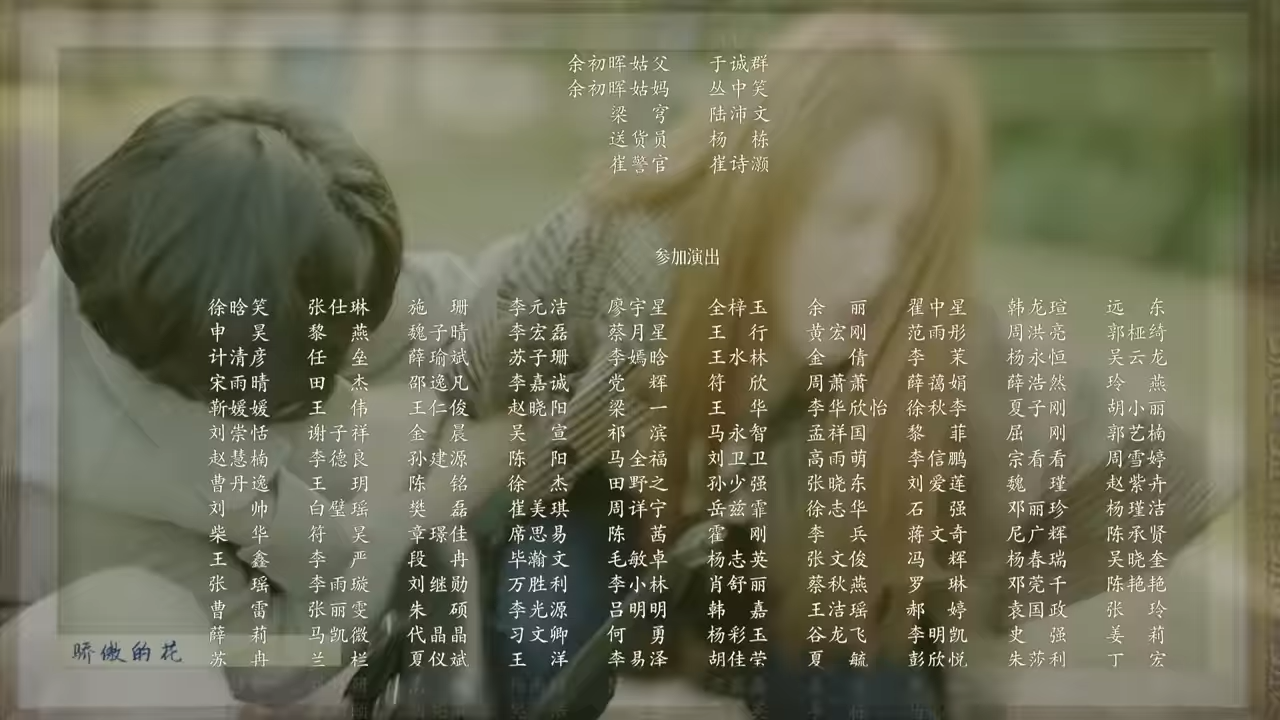 余初晖姑父 于诚群
余初晖姑妈 丛中笑
梁 穹 陆沛文
送货员 杨 栋
崔警官 崔诗灏
参加演出
徐晗笑 张仕琳 施 珊 李元洁 廖宇星 全梓玉 余 丽 翟中星 韩龙瑄 远 东
申 昊 黎 燕 魏子晴 李宏磊 蔡月星 王 行 黄宏刚 范雨彤 周洪亮 郭桠绮
计清彦 任 垒 薛瑜斌 苏子珊 李嫣晗 王水林 金 倩 李 茉 杨永恒 吴云龙
宋雨晴 田 杰 邵逸凡 李嘉诚 党 辉 符 欣 周萧萧 薛蔼娟 薛浩然 玲 燕
靳媛媛 王 伟 王仁俊 赵晓阳 梁 一 王 华 李华欣怡 徐秋李 夏子刚 胡小丽
刘崇恬 谢子祥 金 晨 吴 宣 祁 滨 马永智 孟祥国 黎 菲 屈 刚 郭艺楠
赵慧楠 李德良 孙建源 陈 阳 马全福 刘卫卫 高雨萌 李信鹏 宗看看 周雪婷
曹丹逸 王 玥 陈 铭 徐 杰 田野之 孙少强 张晓东 刘爱莲 魏 瑾 赵紫卉
刘 帅 白璧瑶 樊 磊 崔美琪 周详宁 岳兹霏 徐志华 石 强 邓丽珍 杨瑾洁
柴 华 符 昊 章璟佳 席思易 陈 茜 霍 刚 李 兵 蒋文奇 尼广辉 陈承贤
王 鑫 李 严 段 冉 毕瀚文 毛敏卓 杨志英 张文俊 冯 辉 杨春瑞 吴晓奎
张 瑶 李雨璇 刘继勋 万胜利 李小林 肖舒丽 蔡秋燕 罗 琳 邓莞千 陈艳艳
曹 雷 张丽雯 朱 硕 李光源 吕明明 韩 嘉 王洁瑶 郝 婷 袁国政 张 玲
薛 莉 马凯微 代晶晶 习文卿 何 勇 杨彩玉 谷龙飞 李明凯 史 强 姜 莉
骄傲的花
苏 冉 兰 栏 夏仪斌 王 洋 李易泽 胡佳荣 夏 毓 彭欣悦 朱莎利 丁 宏